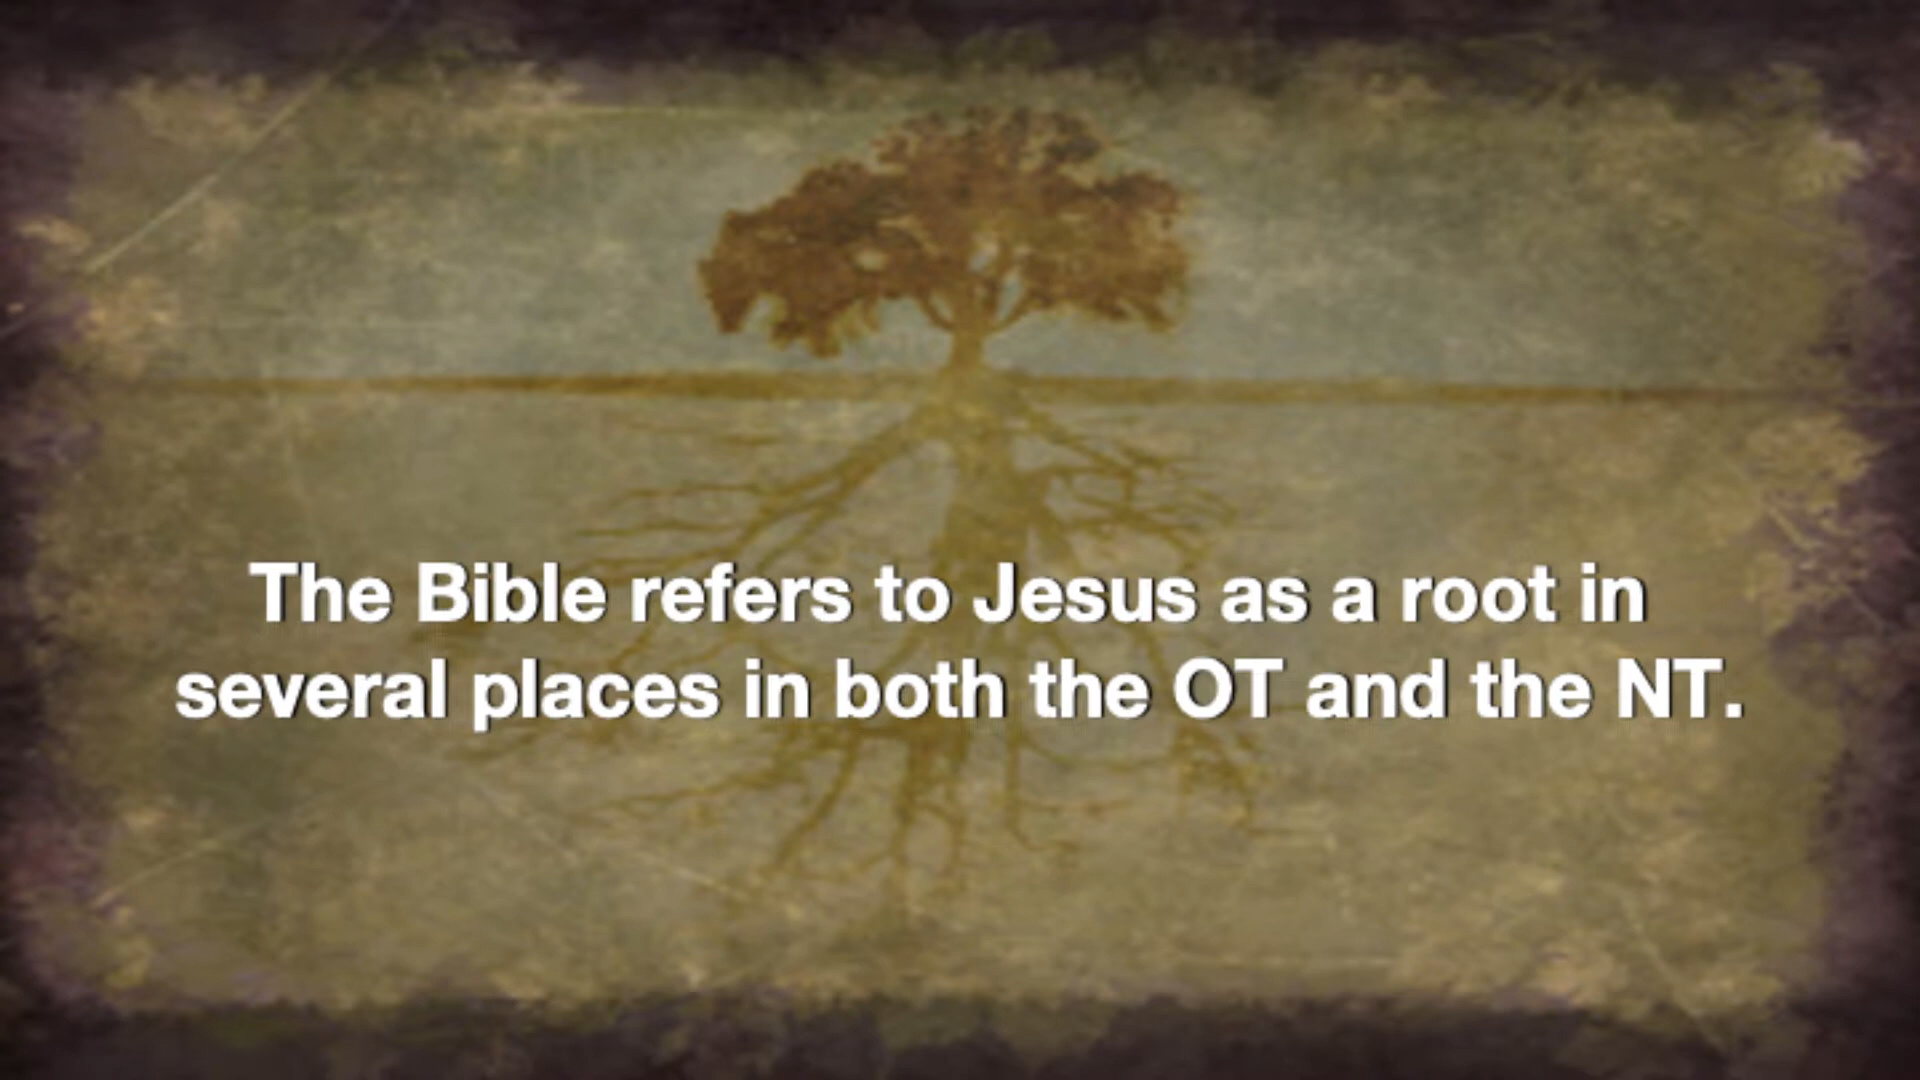 The Bible refers to Jesus as a root in
several places in both the OT and the NT.